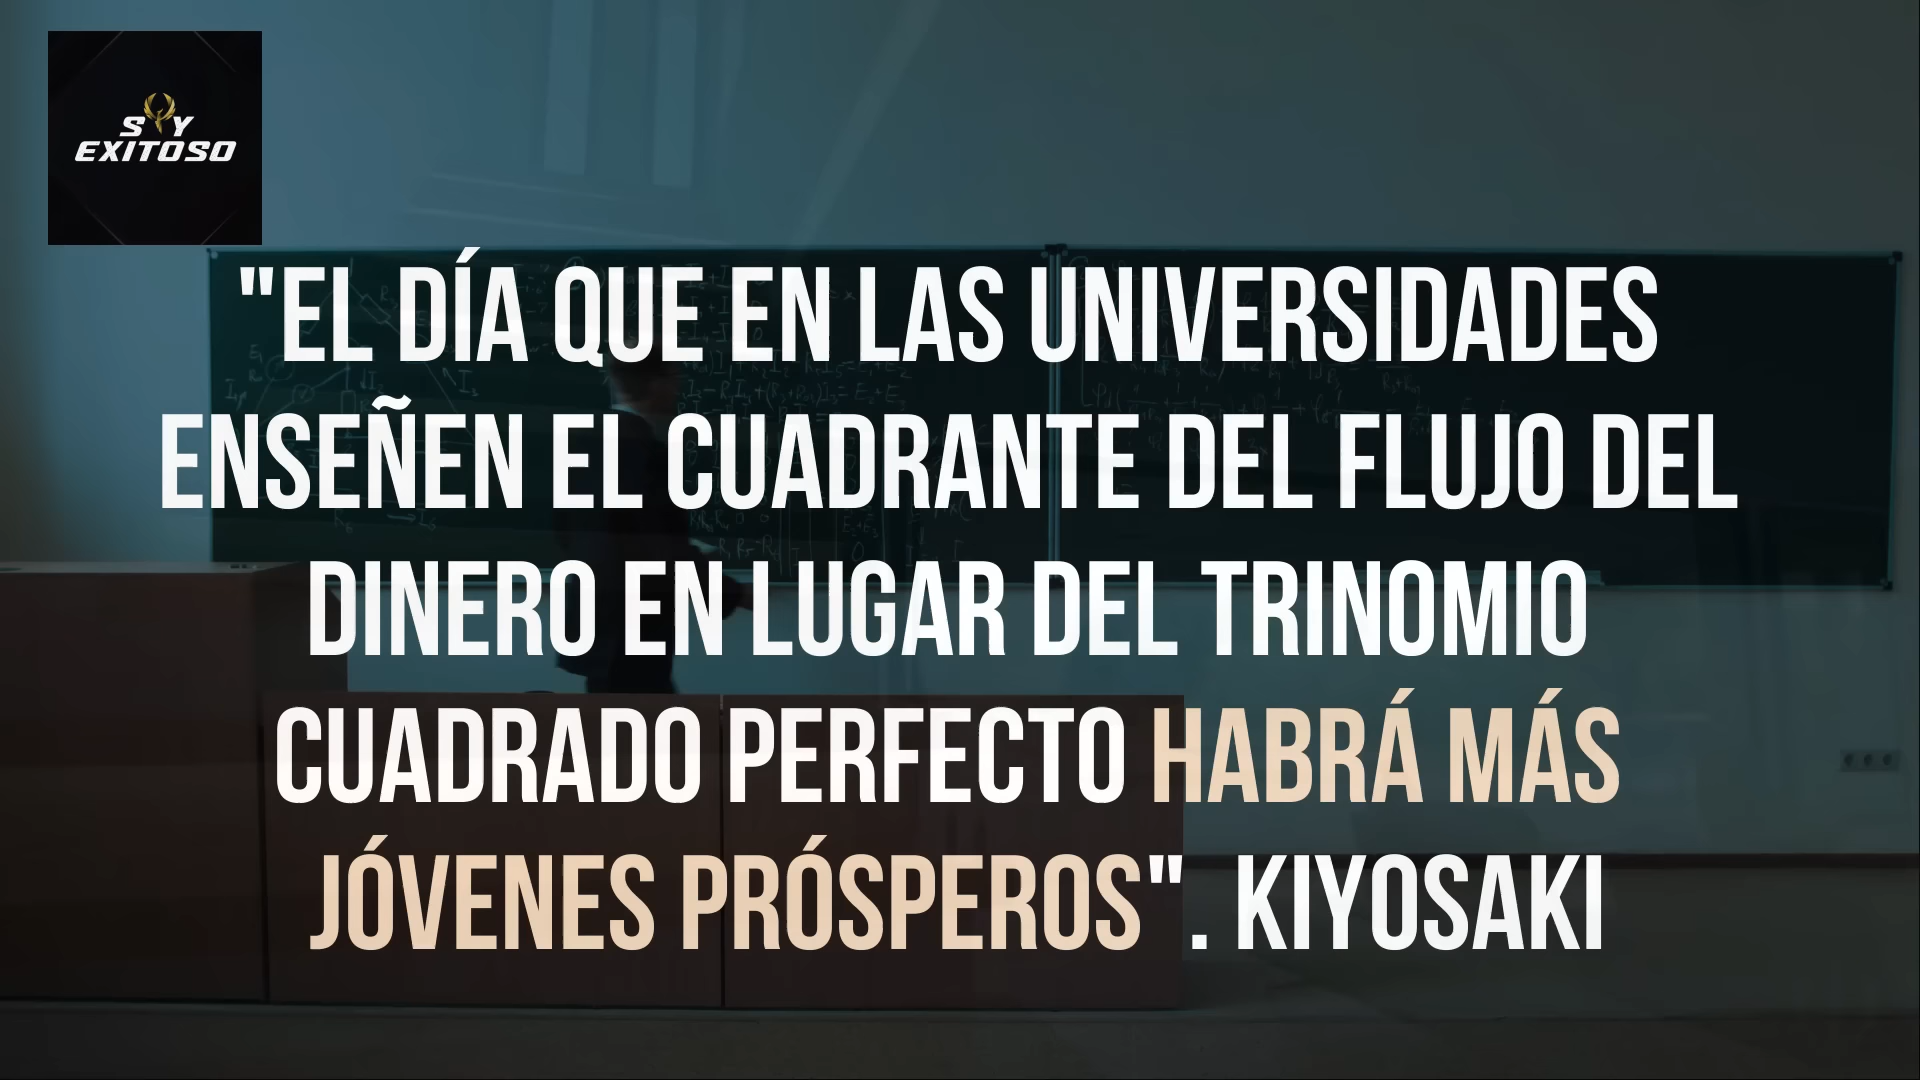 SOY
EXITOSO
"EL DÍA QUE EN LAS UNIVERSIDADES
ENSEÑEN EL CUADRANTE DEL FLUJO DEL
DINERO EN LUGAR DEL TRINOMIO
CUADRADO PERFECTO HABRÁ MÁS
JÓVENES PRÓSPEROS". KIYOSAKI